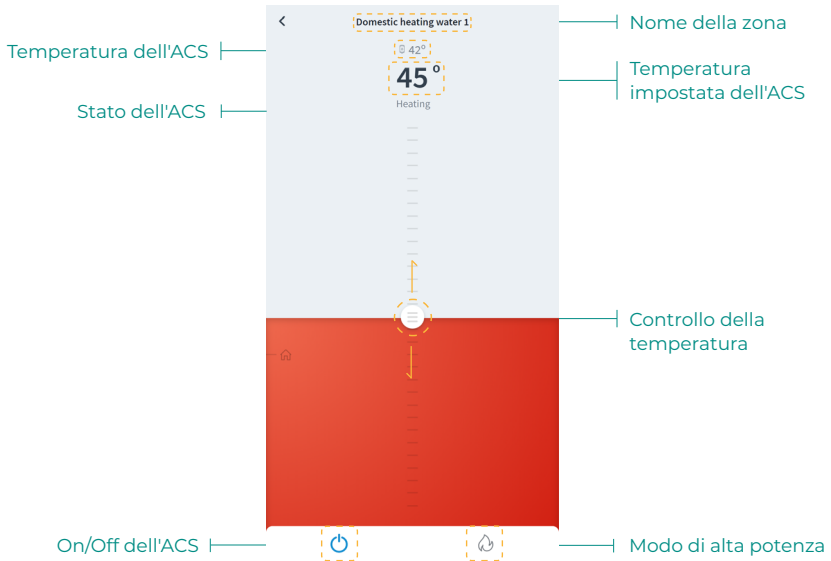 Domestic heating water 1
Nome della zona
Temperatura dell'ACS
42°
45°
Temperatura
impostata dell'ACS
Stato dell'ACS
Heating
Controllo della
temperatura
On/Off dell'ACS
Modo di alta potenza